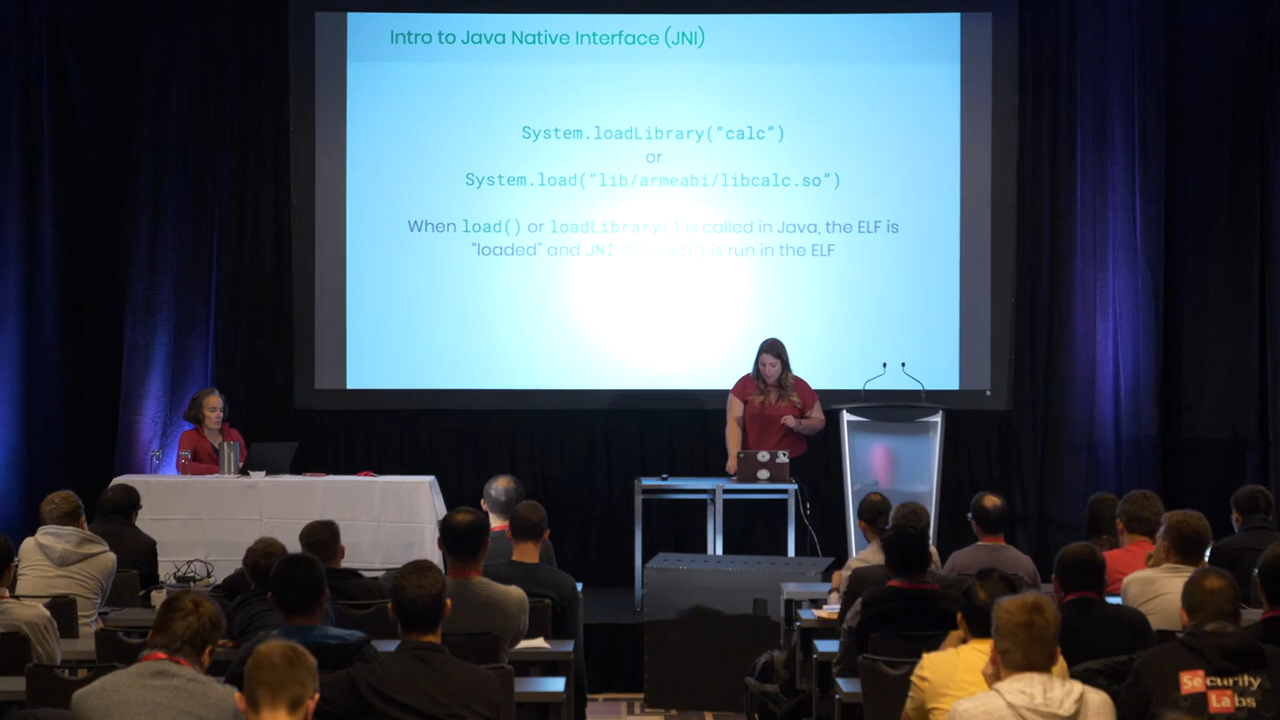 Intro to Java Native Interface (JNI)
System.loadLibrary("calc")
or
System.load("lib/armeabi/libcalc.so")
When load() or loadLibrary() is called in Java, the ELF is
"loaded" and is run in the ELF
Security
Labs